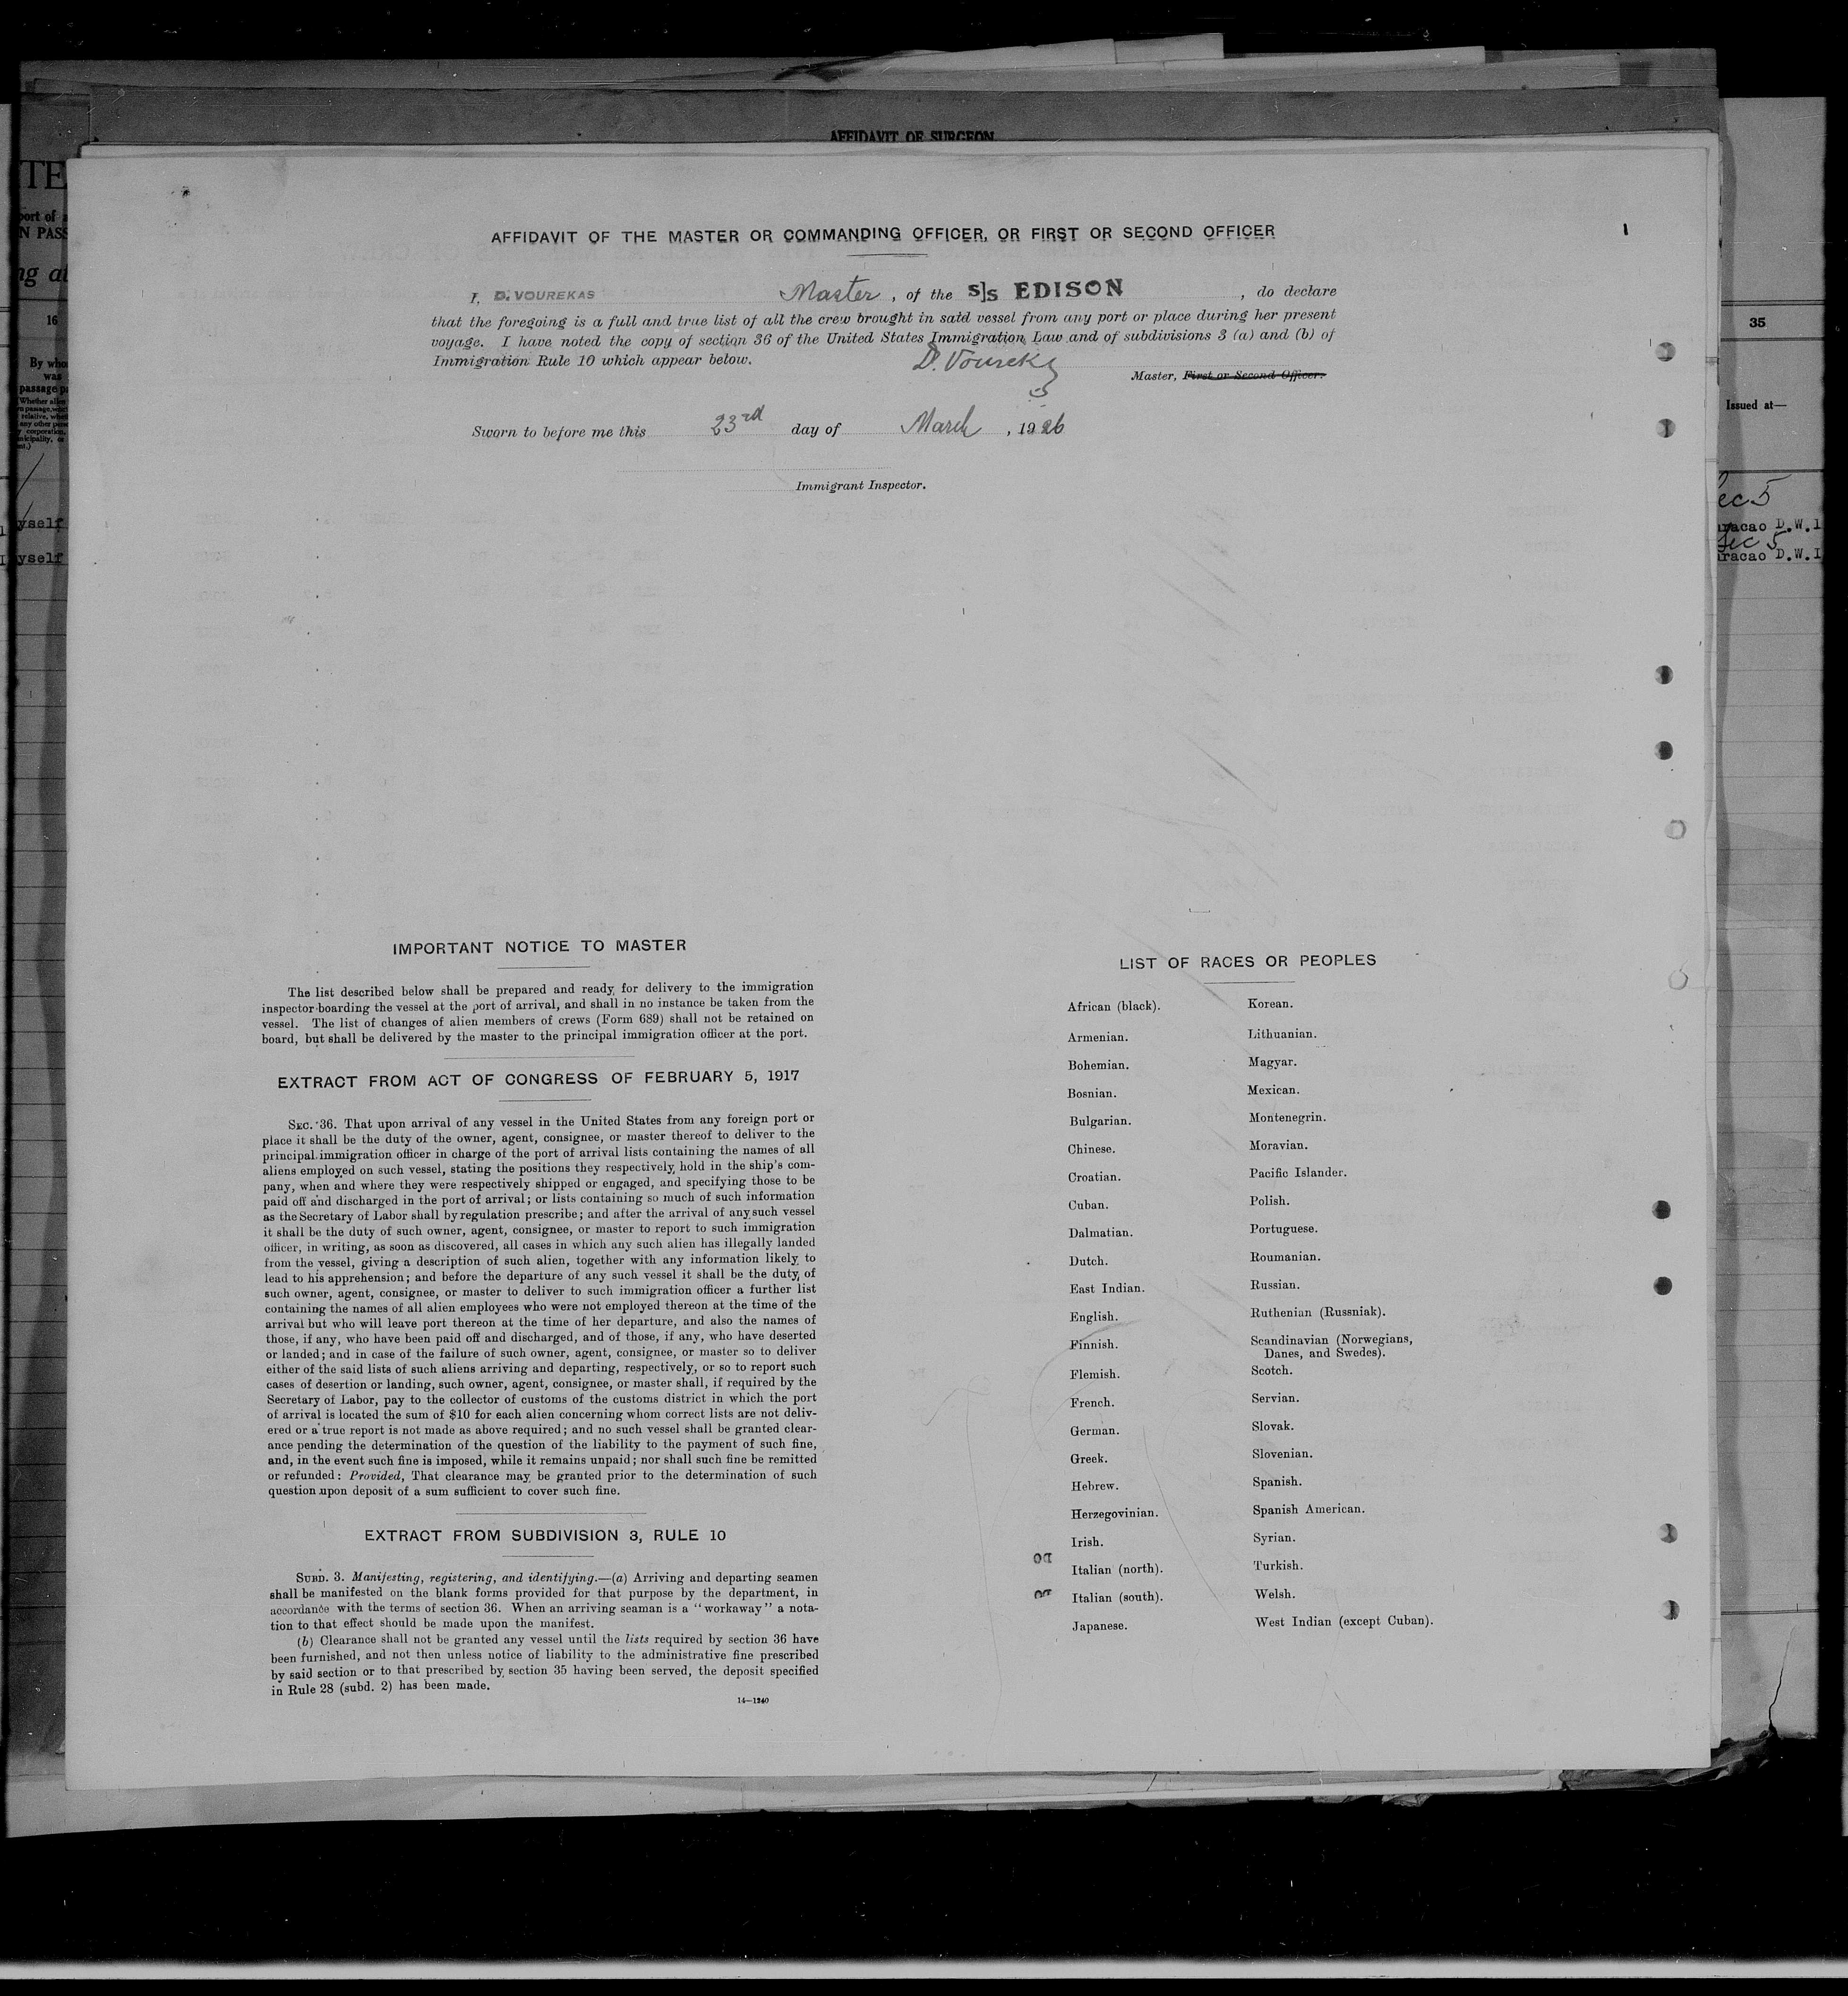 AFFIDAVIT OF SURGEON
AFFIDAVIT OF THE MASTER OR COMMANDING OFFICER, OR FIRST OR SECOND OFFICER
1
I, D. VOUREKAS Master, of the S/S EDISON, do declare
that the foregoing is a full and true list of all the crew brought in said vessel from any port or place during her present
voyage. I have noted the copy of section 36 of the United States Immigration Law and of subdivisions 3 (a) and (b) of
Immigration Rule 10 which appear below.
Master, First or Second Officer.
Sworn to before me this 23rd day of March, 1926
Immigrant Inspector.
IMPORTANT NOTICE TO MASTER
The list described below shall be prepared and ready for delivery to the immigration
inspector boarding the vessel at the port of arrival, and shall in no instance be taken from the
vessel. The list of changes of alien members of crews (Form 689) shall not be retained on
board, but shall be delivered by the master to the principal immigration officer at the port.
EXTRACT FROM ACT OF CONGRESS OF FEBRUARY 5, 1917
SEC. 36. That upon arrival of any vessel in the United States from any foreign port or
place it shall be the duty of the owner, agent, consignee, or master thereof to deliver to the
principal immigration officer in charge of the port of arrival lists containing the names of all
aliens employed on such vessel, stating the positions they respectively hold in the ship's com-
pany, when and where they were respectively shipped or engaged, and specifying those to be
paid off and discharged in the port of arrival; or lists containing so much of such information
as the Secretary of Labor shall by regulation prescribe; and after the arrival of any such vessel
it shall be the duty of such owner, agent, consignee, or master to report to such immigration
officer, in writing, as soon as discovered, all cases in which any such alien has illegally landed
from the vessel, giving a description of such alien, together with any information likely to
lead to his apprehension; and before the departure of any such vessel it shall be the duty of
such owner, agent, consignee, or master to deliver to such immigration officer a further list
containing the names of all alien employees who were not employed thereon at the time of the
arrival but who will leave port thereon at the time of her departure, and also the names of
those, if any, who have been paid off and discharged, and of those, if any, who have deserted
or landed; and in case of the failure of such owner, agent, consignee, or master so to deliver
either of the said lists of such aliens arriving and departing, respectively, or so to report such
cases of desertion or landing, such owner, agent, consignee, or master shall, if required by the
Secretary of Labor, pay to the collector of customs of the customs district in which the port
of arrival is located the sum of $10 for each alien concerning whom correct lists are not deliv-
ered or a true report is not made as above required; and no such vessel shall be granted clear-
ance pending the determination of the question of the liability to the payment of such fine,
and, in the event such fine is imposed, while it remains unpaid; nor shall such fine be remitted
or refunded: Provided, That clearance may be granted prior to the determination of such
question upon deposit of a sum sufficient to cover such fine.
EXTRACT FROM SUBDIVISION 3, RULE 10
SUBD. 3. Manifesting, registering, and identifying.—(a) Arriving and departing seamen
shall be manifested on the blank forms provided for that purpose by the department, in
accordance with the terms of section 36. When an arriving seaman is a "workaway" a nota-
tion to that effect should be made upon the manifest.
(b) Clearance shall not be granted any vessel until the lists required by section 36 have
been furnished, and not then unless notice of liability to the administrative fine prescribed
by said section or to that prescribed by section 35 having been served, the deposit specified
in Rule 28 (subd. 2) has been made.
14—1240
LIST OF RACES OR PEOPLES
African (black).
Armenian.
Bohemian.
Bosnian.
Bulgarian.
Chinese.
Croatian.
Cuban.
Dalmatian.
Dutch.
East Indian.
English.
Finnish.
Flemish.
French.
German.
Greek.
Hebrew.
Herzegovinian.
Irish.
Italian (north).
Italian (south).
Japanese.
Korean.
Lithuanian.
Magyar.
Mexican.
Montenegrin.
Moravian.
Pacific Islander.
Polish.
Portuguese.
Roumanian.
Russian.
Ruthenian (Russniak).
Scandinavian (Norwegians,
Danes, and Swedes).
Scotch.
Servian.
Slovak.
Slovenian.
Spanish.
Spanish American.
Syrian.
Turkish.
Welsh.
West Indian (except Cuban).
16
35
Issued at—
D.W.I